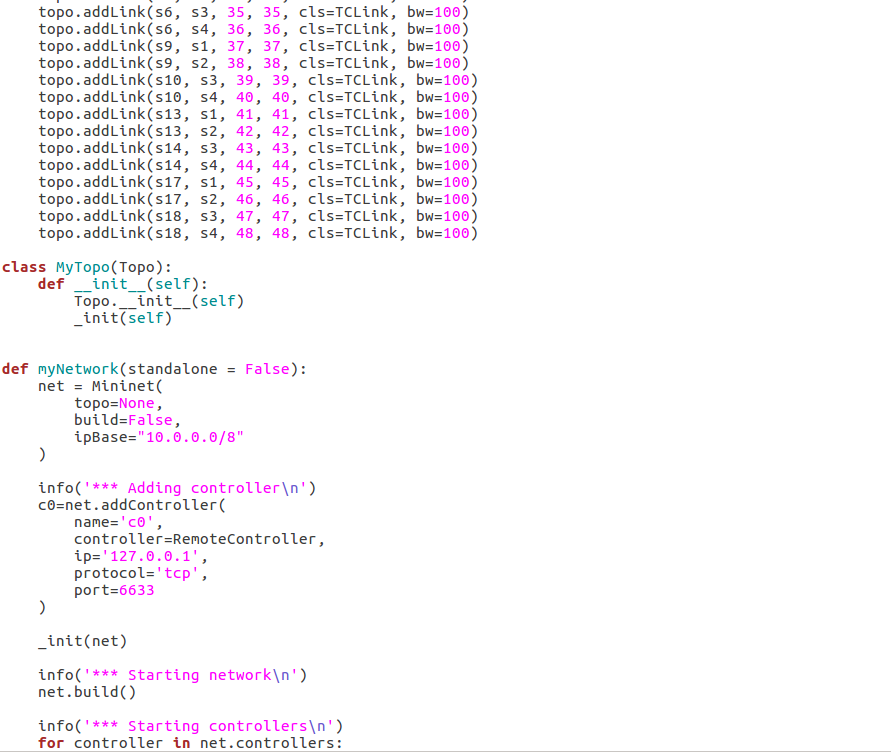 topo.addLink(s6, s3, 35, 35, cls=TCLink, bw=100)
topo.addLink(s6, s4, 36, 36, cls=TCLink, bw=100)
topo.addLink(s9, s1, 37, 37, cls=TCLink, bw=100)
topo.addLink(s9, s2, 38, 38, cls=TCLink, bw=100)
topo.addLink(s10, s3, 39, 39, cls=TCLink, bw=100)
topo.addLink(s10, s4, 40, 40, cls=TCLink, bw=100)
topo.addLink(s13, s1, 41, 41, cls=TCLink, bw=100)
topo.addLink(s13, s2, 42, 42, cls=TCLink, bw=100)
topo.addLink(s14, s3, 43, 43, cls=TCLink, bw=100)
topo.addLink(s14, s4, 44, 44, cls=TCLink, bw=100)
topo.addLink(s17, s1, 45, 45, cls=TCLink, bw=100)
topo.addLink(s17, s2, 46, 46, cls=TCLink, bw=100)
topo.addLink(s18, s3, 47, 47, cls=TCLink, bw=100)
topo.addLink(s18, s4, 48, 48, cls=TCLink, bw=100)
class MyTopo(Topo):
def __init__(self):
Topo.__init__(self)
_init(self)
def myNetwork(standalone = False):
net = Mininet(
topo=None,
build=False,
ipBase="10.0.0.0/8"
)
info('*** Adding controller\n')
c0=net.addController(
name='c0',
controller=RemoteController,
ip='127.0.0.1',
protocol='tcp',
port=6633
)
_init(net)
info('*** Starting network\n')
net.build()
info('*** Starting controllers\n')
for controller in net.controllers: